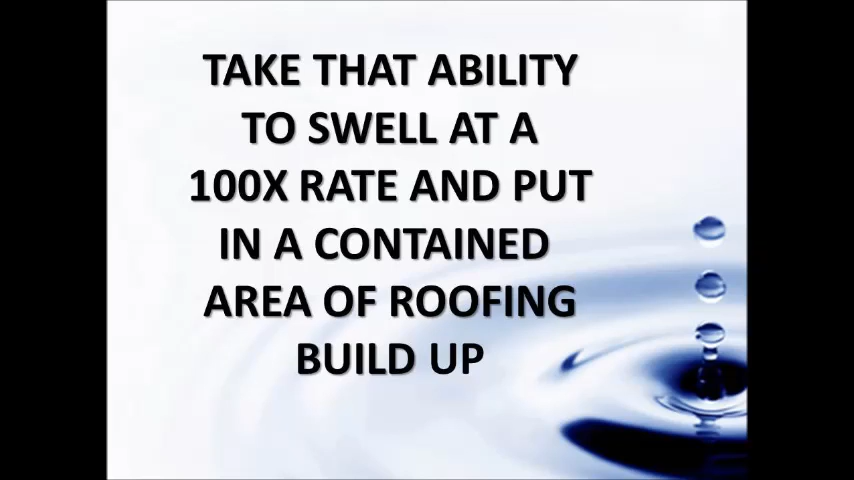 TAKE THAT ABILITY
TO SWELL AT A
100X RATE AND PUT
IN A CONTAINED
AREA OF ROOFING
BUILD UP